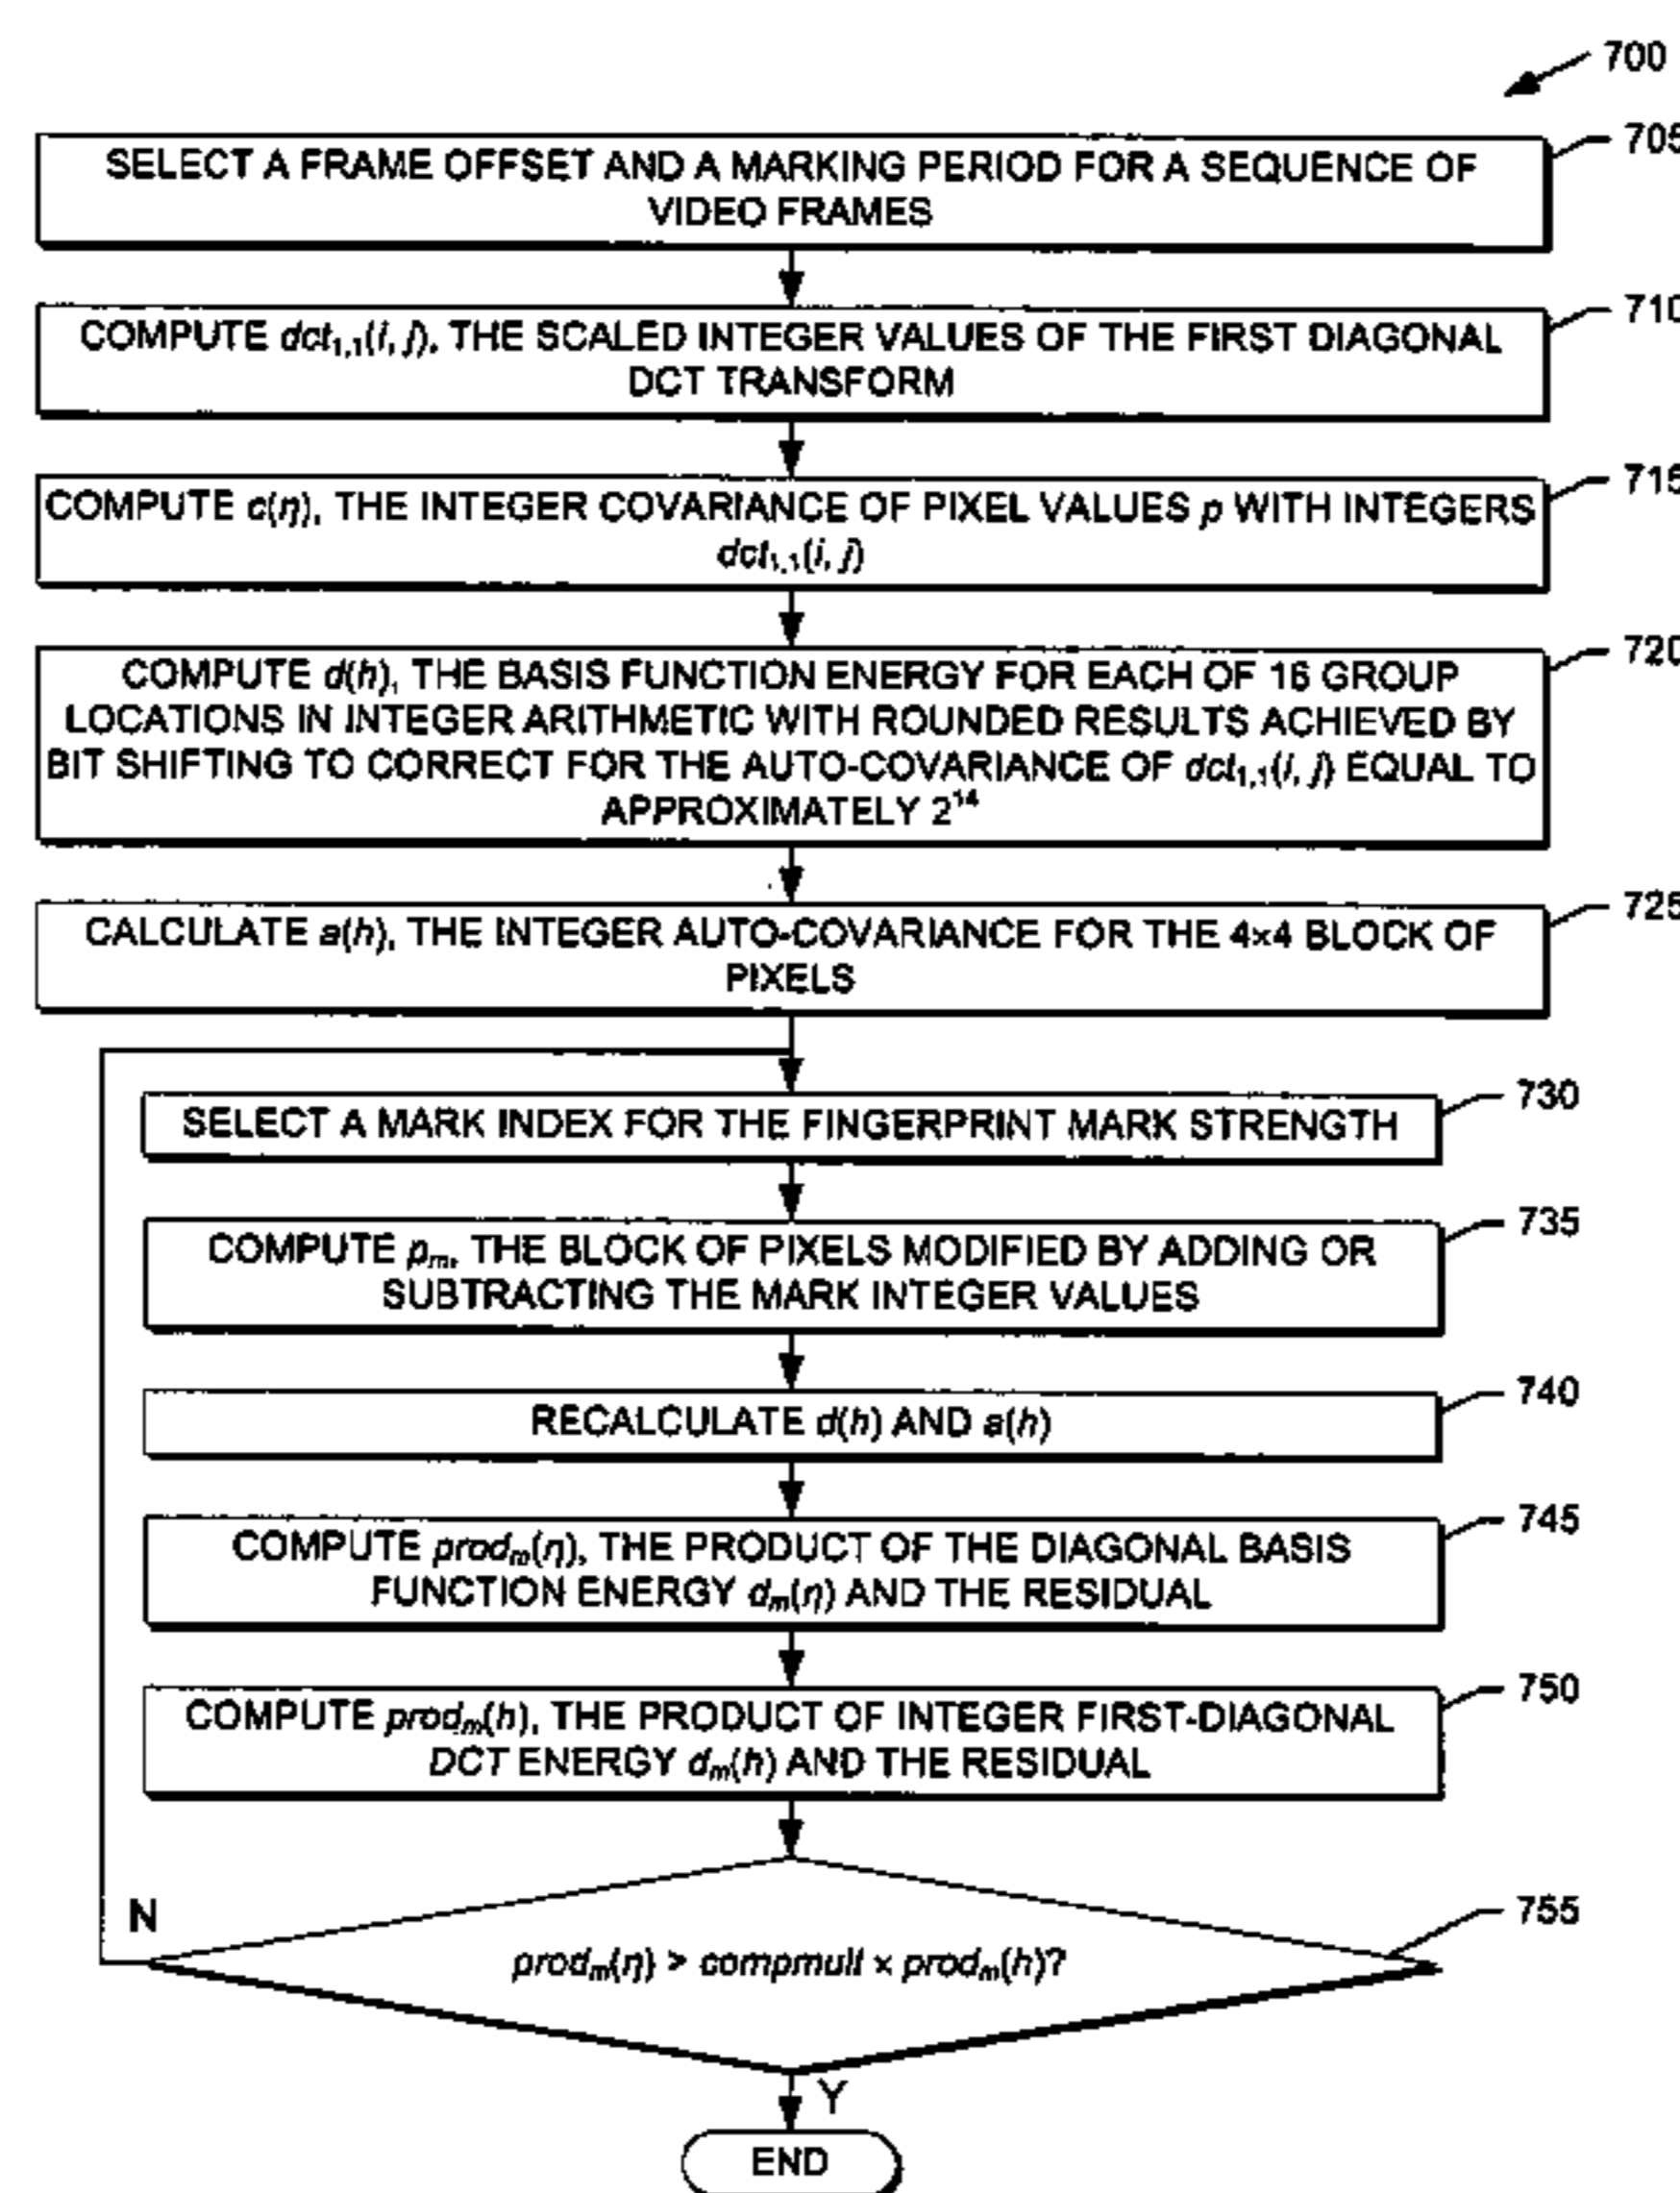 700
SELECT A FRAME OFFSET AND A MARKING PERIOD FOR A SEQUENCE OF
VIDEO FRAMES
705
COMPUTE dct1,1(i, j), THE SCALED INTEGER VALUES OF THE FIRST DIAGONAL
DCT TRANSFORM
710
COMPUTE c(η), THE INTEGER COVARIANCE OF PIXEL VALUES p WITH INTEGERS
dct1,1(i, j)
715
COMPUTE d(h), THE BASIS FUNCTION ENERGY FOR EACH OF 16 GROUP
LOCATIONS IN INTEGER ARITHMETIC WITH ROUNDED RESULTS ACHIEVED BY
BIT SHIFTING TO CORRECT FOR THE AUTO-COVARIANCE OF dct1,1(i, j) EQUAL TO
APPROXIMATELY 2^14
720
CALCULATE a(h), THE INTEGER AUTO-COVARIANCE FOR THE 4×4 BLOCK OF
PIXELS
725
SELECT A MARK INDEX FOR THE FINGERPRINT MARK STRENGTH
730
COMPUTE pm, THE BLOCK OF PIXELS MODIFIED BY ADDING OR
SUBTRACTING THE MARK INTEGER VALUES
735
RECALCULATE d(h) AND a(h)
740
COMPUTE prodm(η), THE PRODUCT OF THE DIAGONAL BASIS
FUNCTION ENERGY dm(η) AND THE RESIDUAL
745
COMPUTE prodm(h), THE PRODUCT OF INTEGER FIRST-DIAGONAL
DCT ENERGY dm(h) AND THE RESIDUAL
750
N
prodm(η) > compmult × prodm(h)?
755
Y
END